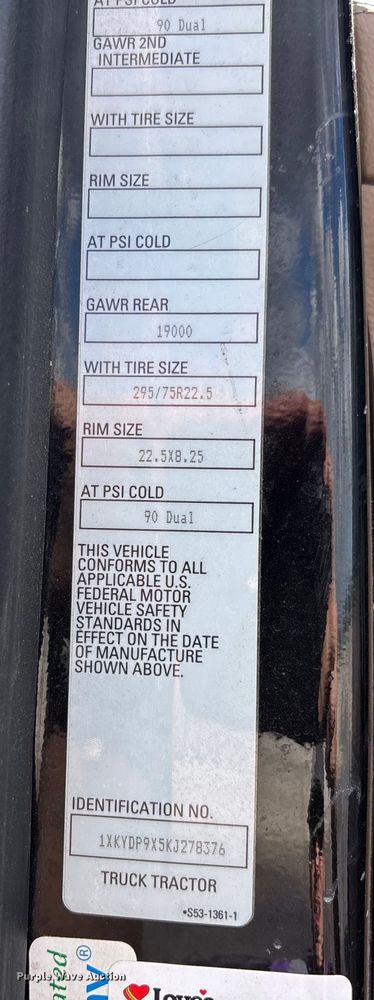 AT PSI COLD
90 Dual
GAWR 2ND
INTERMEDIATE
WITH TIRE SIZE
RIM SIZE
AT PSI COLD
GAWR REAR
19000
WITH TIRE SIZE
295/75R22.5
RIM SIZE
22.5X8.25
AT PSI COLD
90 Dual
THIS VEHICLE
CONFORMS TO ALL
APPLICABLE U.S.
FEDERAL MOTOR
VEHICLE SAFETY
STANDARDS IN
EFFECT ON THE DATE
OF MANUFACTURE
SHOWN ABOVE.
IDENTIFICATION NO.
1XKYDP9X5KJ278376
TRUCK TRACTOR
•S53-1361-1
Purple Wave Auction
Love's